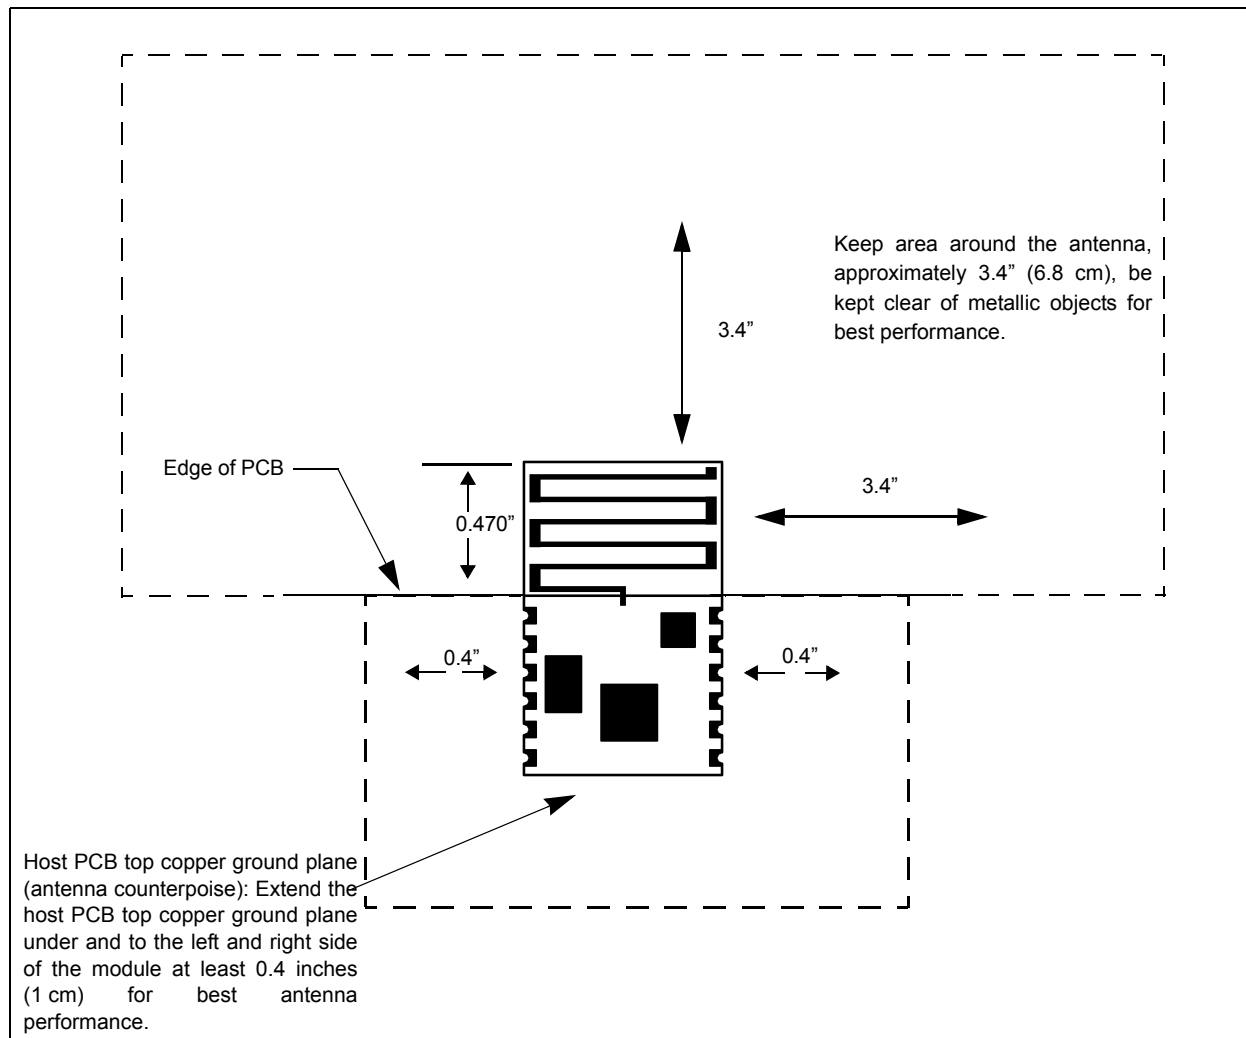 Keep area around the antenna,
approximately 3.4” (6.8 cm), be
kept clear of metallic objects for
best performance.
3.4”
Edge of PCB
3.4”
0.470”
0.4”
0.4”
Host PCB top copper ground plane
(antenna counterpoise): Extend the
host PCB top copper ground plane
under and to the left and right side
of the module at least 0.4 inches
(1 cm) for best antenna
performance.